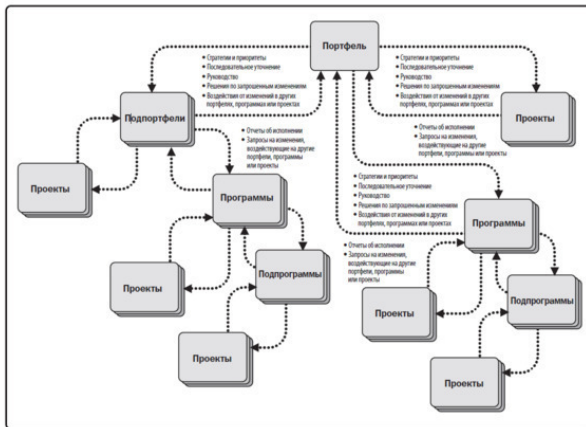 Портфель
• Стратегии и приоритеты
• Последовательное уточнение
• Руководство
• Решения по запрошенным изменениям
• Воздействия от изменений в других
портфелях, программах или проектах
• Стратегии и приоритеты
• Последовательное уточнение
• Руководство
• Решения по запрошенным изменениям
• Воздействия от изменений в других
портфелях, программах или проектах
Подпортфели
Проекты
• Отчеты об исполнении
• Запросы на изменения,
воздействующие на другие
портфели, программы
или проекты
• Отчеты об исполнении
• Запросы на изменения,
воздействующие на другие
портфели, программы
или проекты
Проекты
Программы
• Стратегии и приоритеты
• Последовательное уточнение
• Руководство
• Решения по запрошенным изменениям
• Воздействия от изменений в других
портфелях, программах или проектах
Программы
• Отчеты об исполнении
• Запросы на изменения,
воздействующие на другие
портфели, программы
или проекты
Проекты
Подпрограммы
Проекты
Подпрограммы
Проекты
Проекты